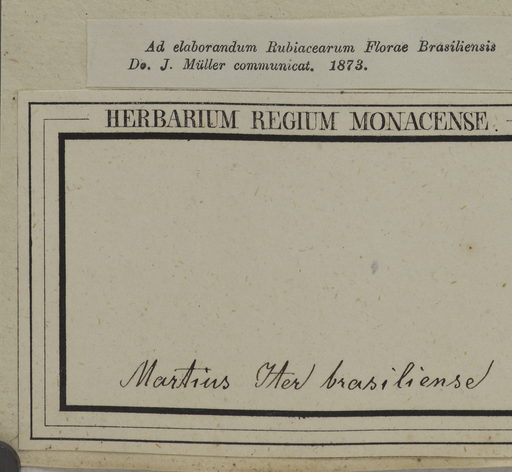 Ad elaborandum Rubiacearum Florae Brasiliensis
Do. J. Müller communicat. 1873.
HERBARIUM REGIUM MONACENSE.
Martius Iter brasiliense